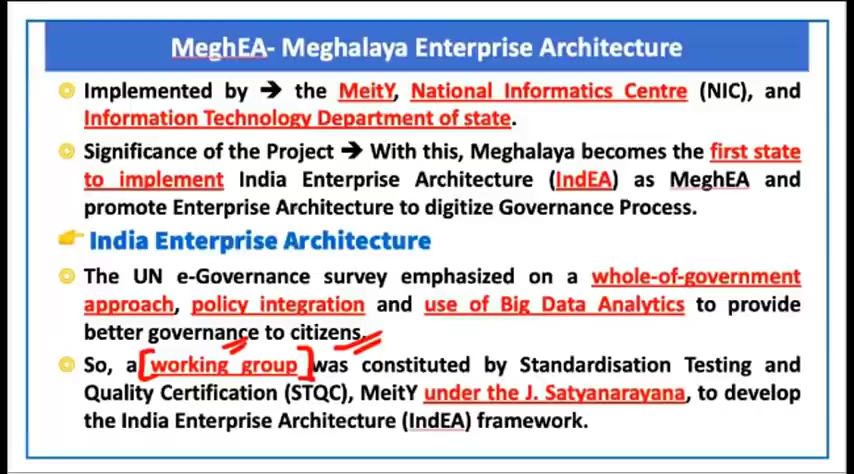 MeghEA- Meghalaya Enterprise Architecture
Implemented by ➔ the MeitY, National Informatics Centre (NIC), and
Information Technology Department of state.
Significance of the Project ➔ With this, Meghalaya becomes the first state
to implement India Enterprise Architecture (IndEA) as MeghEA and
promote Enterprise Architecture to digitize Governance Process.
India Enterprise Architecture
The UN e-Governance survey emphasized on a whole-of-government
approach, policy integration and use of Big Data Analytics to provide
better governance to citizens.
So, a working group was constituted by Standardisation Testing and
Quality Certification (STQC), MeitY under the J. Satyanarayana, to develop
the India Enterprise Architecture (IndEA) framework.